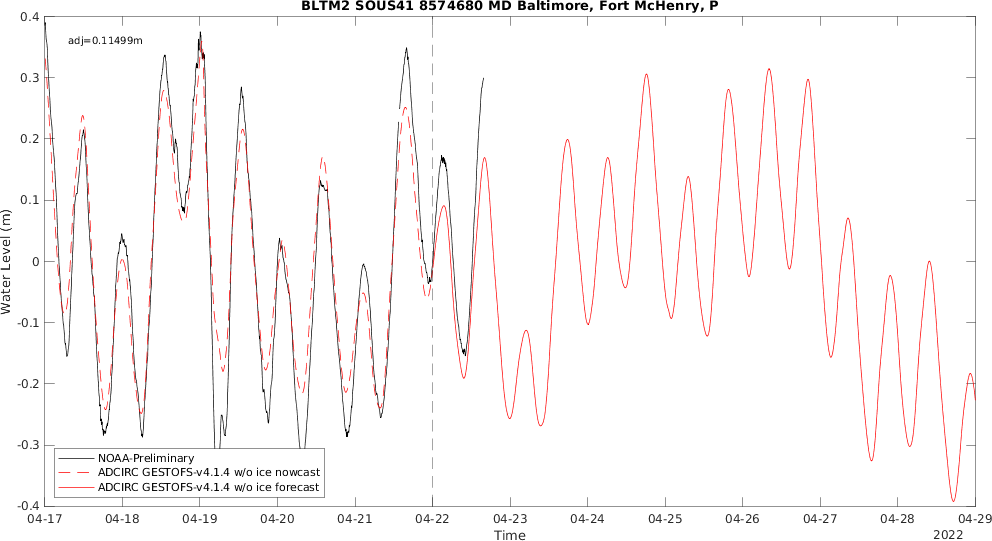 BLTM2 SOUS41 8574680 MD Baltimore, Fort McHenry, P
adj=0.11499m
0.4
0.3
0.2
0.1
0
-0.1
-0.2
-0.3
-0.4
Water Level (m)
NOAA-Preliminary
ADCIRC GESTOFS-v4.1.4 w/o ice nowcast
ADCIRC GESTOFS-v4.1.4 w/o ice forecast
04-17 04-18 04-19 04-20 04-21 04-22 04-23 04-24 04-25 04-26 04-27 04-28 04-29
Time
2022